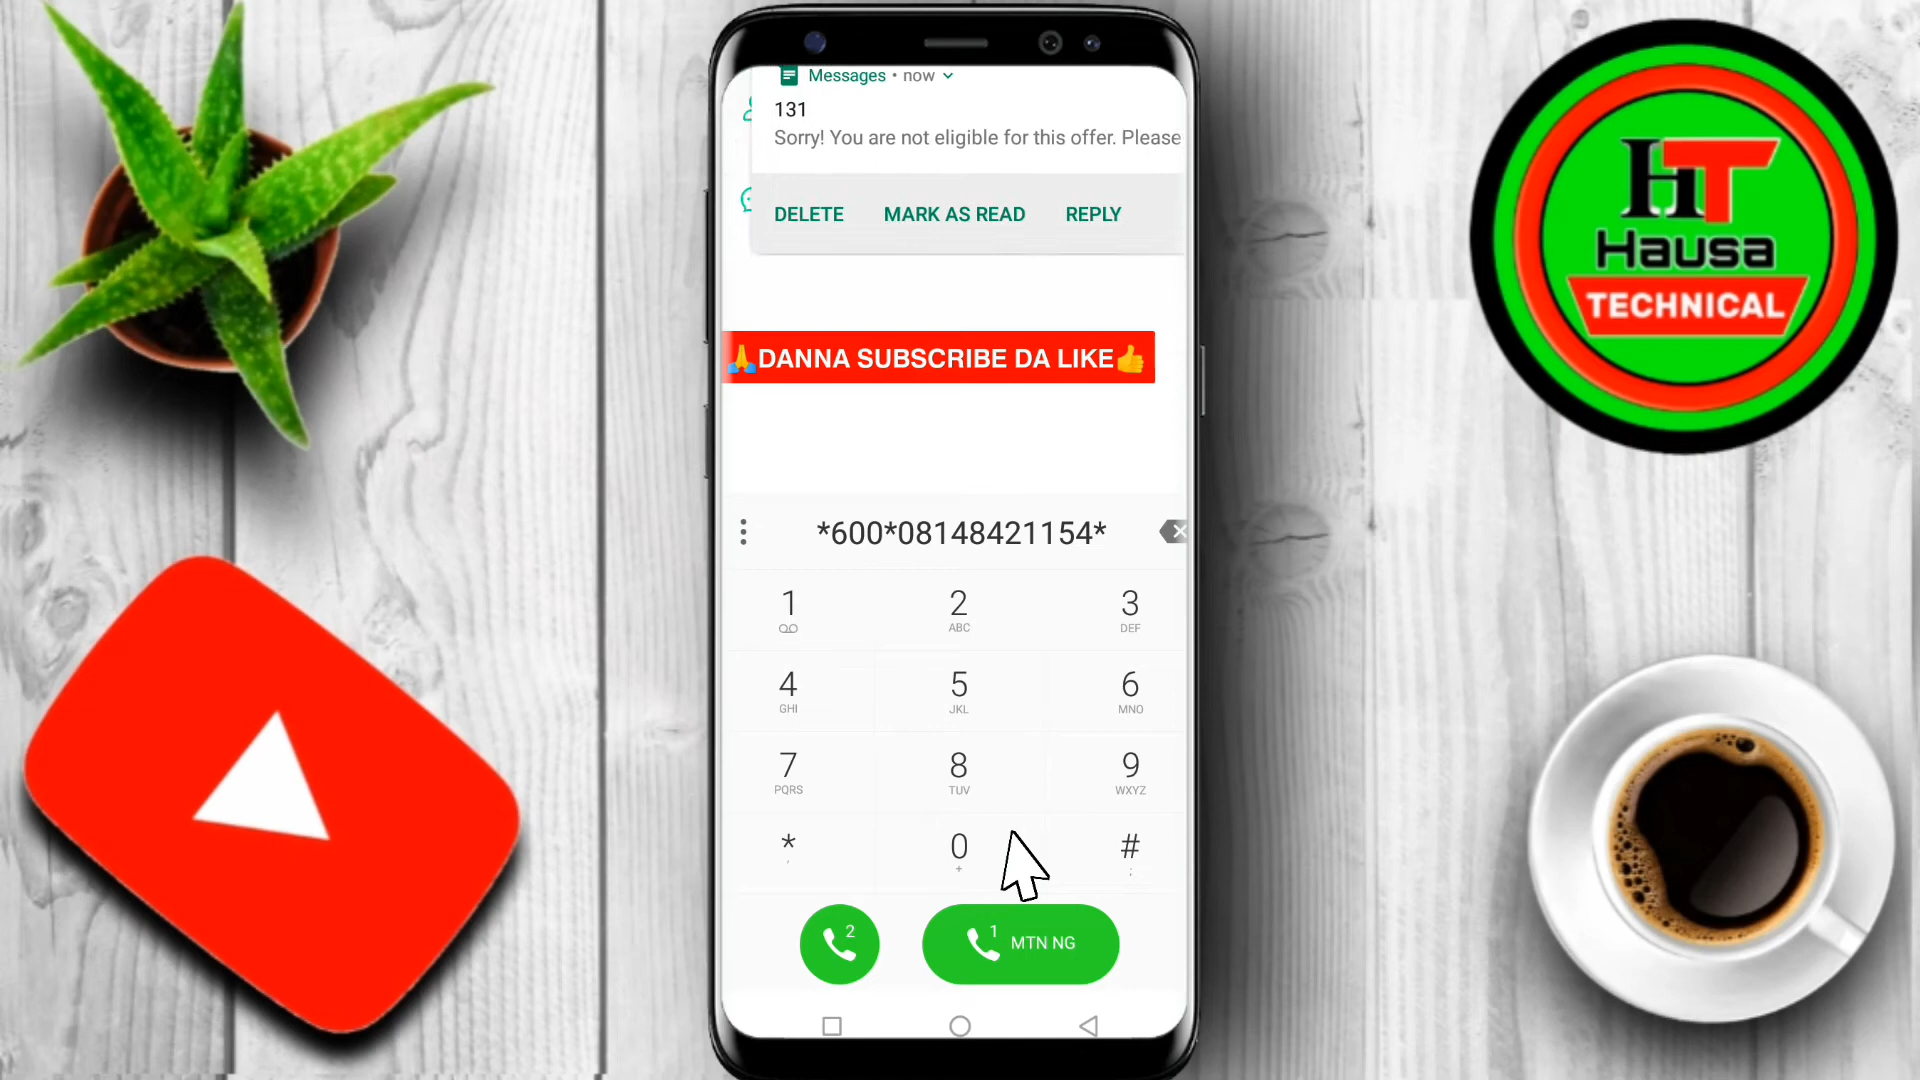 Messages • now
131
Sorry! You are not eligible for this offer. Please
DELETE MARK AS READ REPLY
🙏DANNA SUBSCRIBE DA LIKE👍
*600*08148421154*
1 2 3
ABC DEF
4 5 6
GHI JKL MNO
7 8 9
PQRS TUV WXYZ
* 0 #
, + ;
2 1 MTN NG
HT
Hausa
TECHNICAL